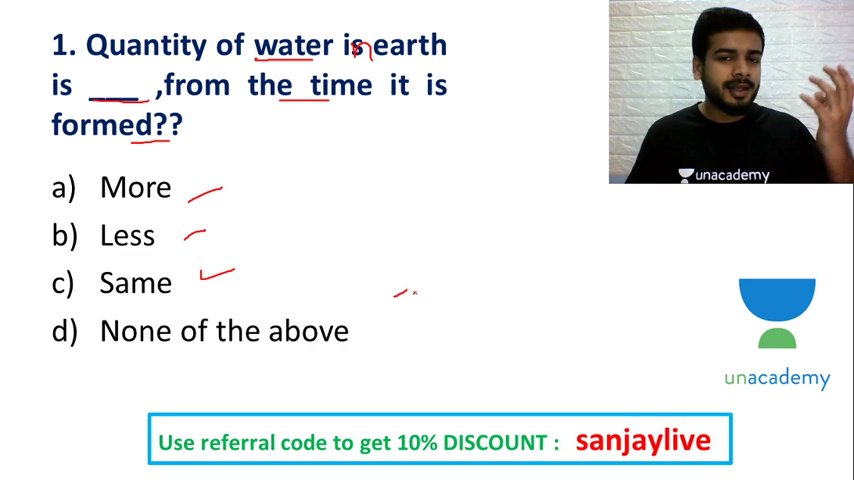 1. Quantity of water is earth
is ___ ,from the time it is
formed??
a) More
b) Less
c) Same
d) None of the above
unacademy
unacademy
Use referral code to get 10% DISCOUNT : sanjaylive